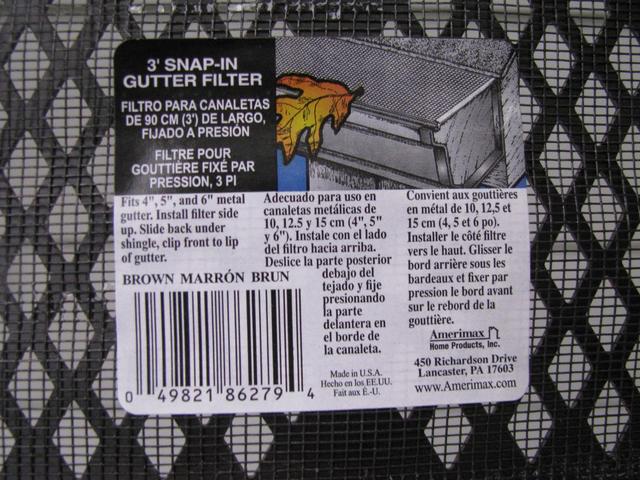 3' SNAP-IN
GUTTER FILTER
FILTRO PARA CANALETAS
DE 90 CM (3') DE LARGO,
FIJADO A PRESIÓN
FILTRE POUR
GOUTTIÈRE FIXÉ PAR
PRESSION, 3 PI
Fits 4", 5", and 6" metal
gutter. Install filter side
up. Slide back under
shingle, clip front to lip
of gutter.
Adecuado para uso en
canaletas metálicas de
10, 12.5 y 15 cm (4", 5"
y 6"). Instale con el lado
del filtro hacia arriba.
Deslice la parte posterior
debajo del
tejado y fije
presionando
la parte
delantera en
el borde de
la canaleta.
Convient aux gouttières
en métal de 10, 12,5 et
15 cm (4, 5 et 6 po).
Installer le côté filtre
vers le haut. Glisser le
bord arrière sous les
bardeaux et fixer par
pression le bord avant
sur le rebord de la
gouttière.
BROWN MARRÓN BRUN
0 49821 86279 4
Made in U.S.A.
Hecho en los EE.UU.
Fait aux É.-U.
Amerimax
Home Products, Inc.
450 Richardson Drive
Lancaster, PA 17603
www.Amerimax.com